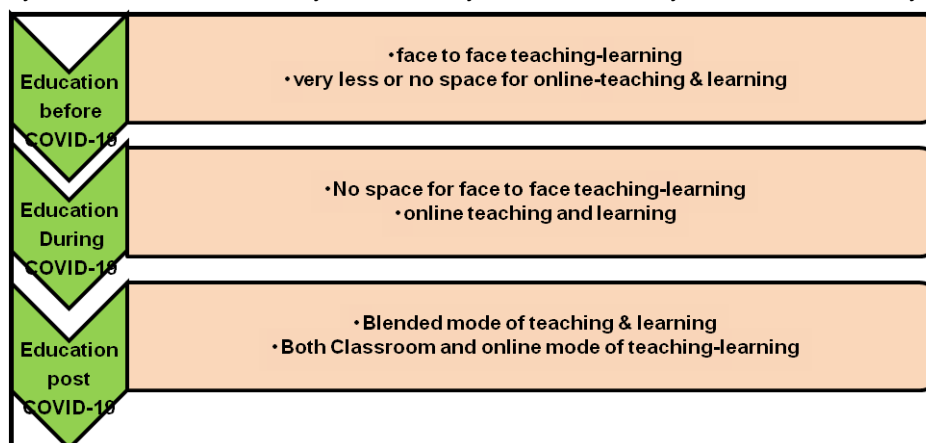 Education
before
COVID-19
•face to face teaching-learning
•very less or no space for online-teaching & learning
Education
During
COVID-19
•No space for face to face teaching-learning
•online teaching and learning
Education
post
COVID-19
•Blended mode of teaching & learning
•Both Classroom and online mode of teaching-learning